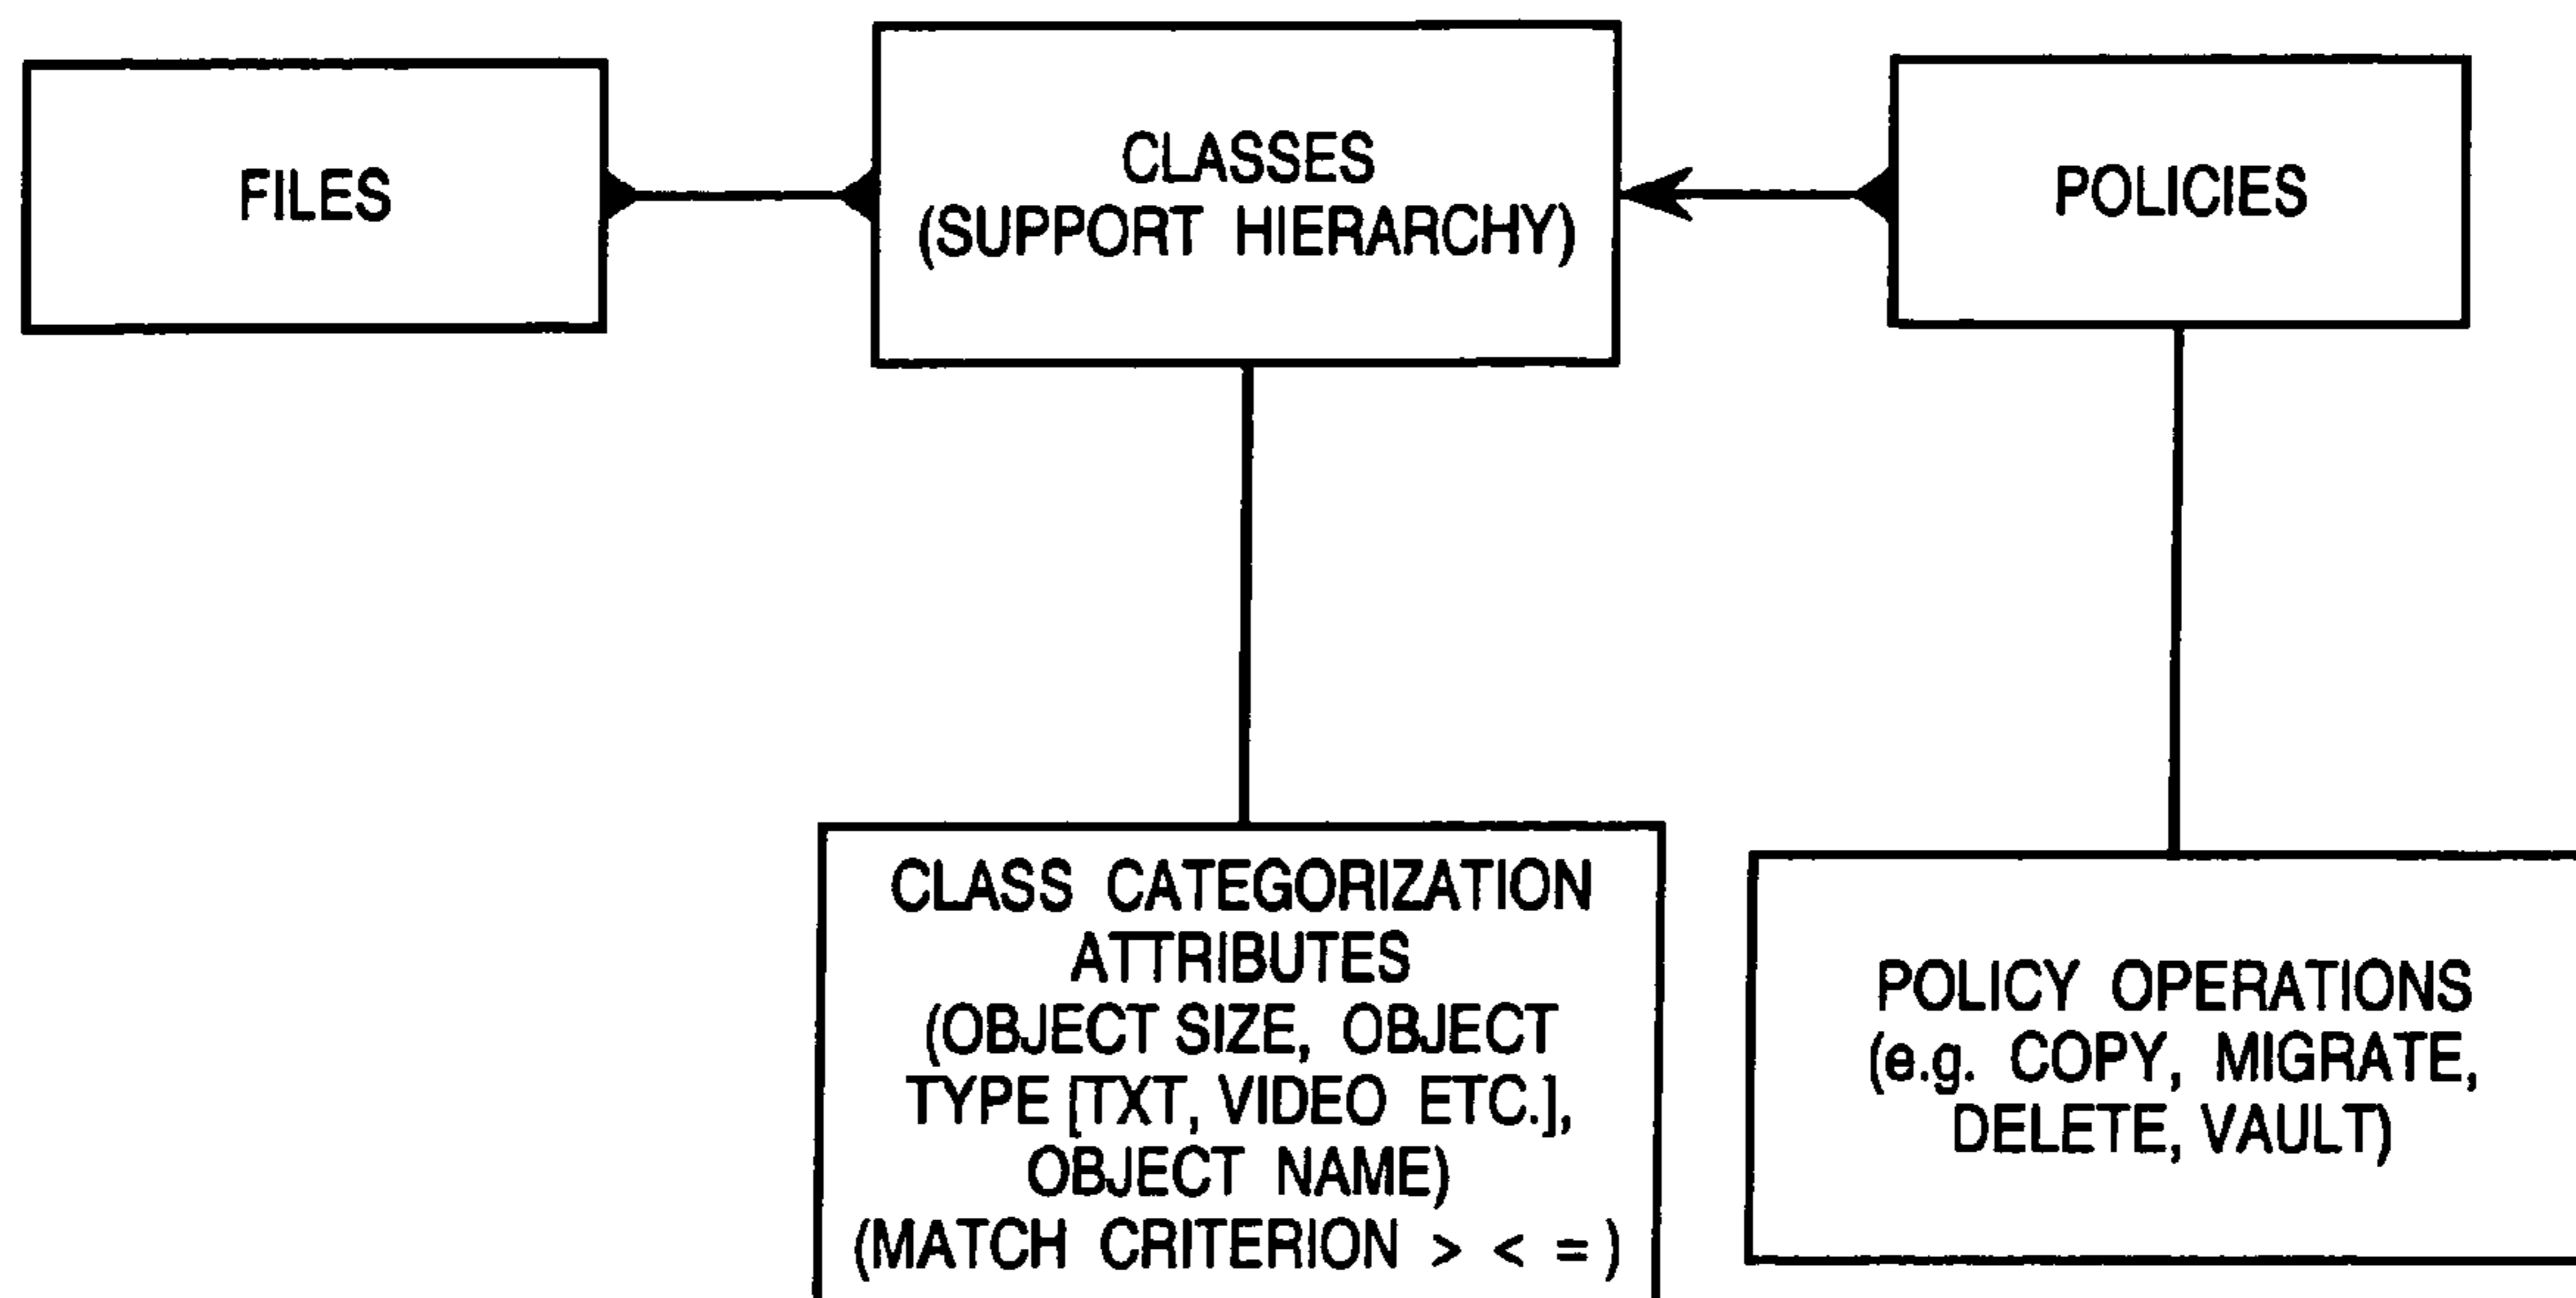 FILES
CLASSES
(SUPPORT HIERARCHY)
POLICIES
CLASS CATEGORIZATION
ATTRIBUTES
(OBJECT SIZE, OBJECT
TYPE [TXT, VIDEO ETC.],
OBJECT NAME)
(MATCH CRITERION > < = )
POLICY OPERATIONS
(e.g. COPY, MIGRATE,
DELETE, VAULT)